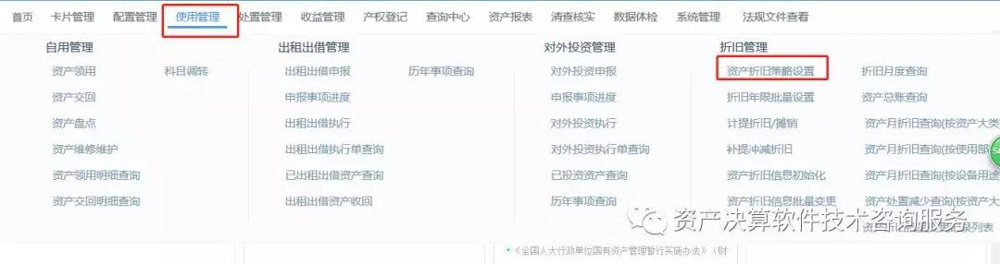 首页 卡片管理 配置管理 使用管理 处置管理 收益管理 产权登记 查询中心 资产报表 清查核实 数据体检 系统管理 法规文件查看
自用管理 出租出借管理 对外投资管理 折旧管理
资产领用 科目调转 出租出借申报 历年事项查询 对外投资申报 资产折旧策略设置 折旧月度查询
资产交回 申报事项进度 申报事项进度 折旧年限批量设置 资产总账查询
资产盘点 出租出借执行 对外投资执行 计提折旧/摊销 资产月折旧查询(按资产大类
资产维修维护 出租出借执行单查询 对外投资执行单查询 补提冲减折旧 资产月折旧查询(按使用部
资产领用明细查询 已出租出借资产查询 已投资资产查询 资产折旧信息初始化 资产月折旧查询(按设备用途
资产交回明细查询 出租出借资产收回 历年事项查询 资产折旧信息批量变更 资产处置减少查询(按资产大
资产决算软件技术咨询服务
录列表
《全国人大行政单位国有资产管理暂行实施办法》（财